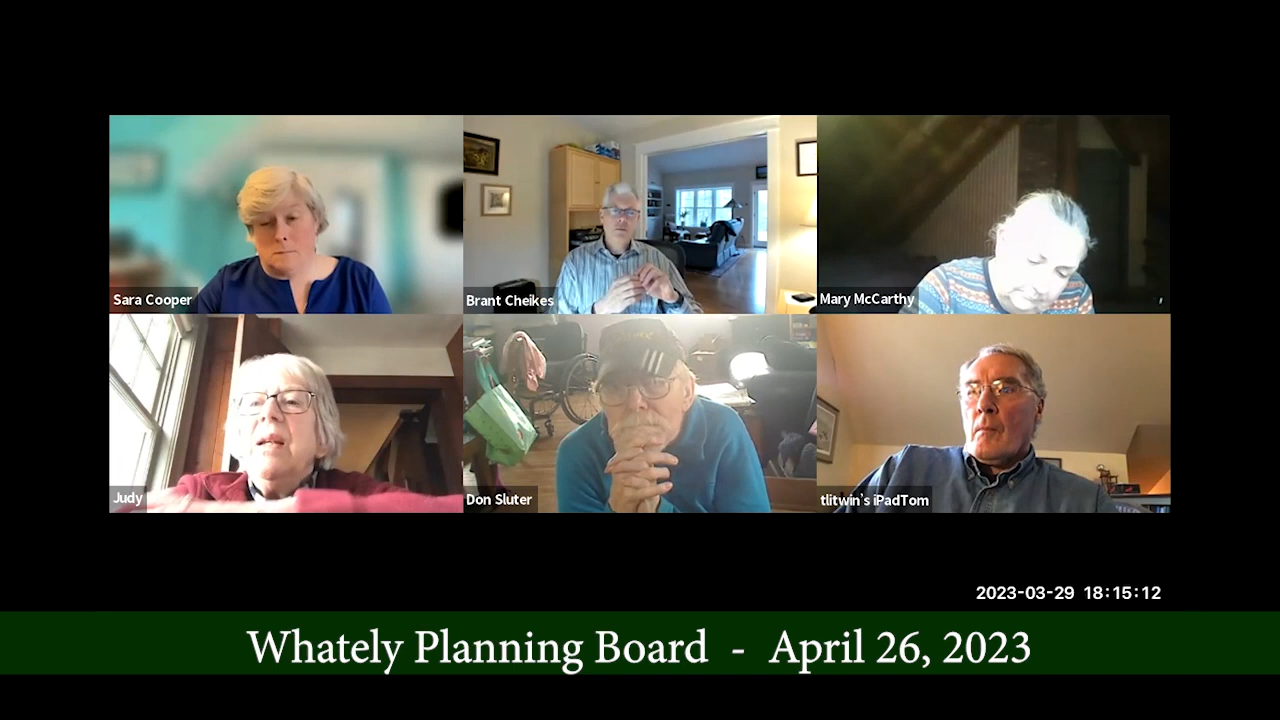 Sara Cooper
Brant Cheikes
Mary McCarthy
Judy
Don Sluter
tlitwin's iPadTom
2023-03-29 18:15:12
Whately Planning Board - April 26, 2023